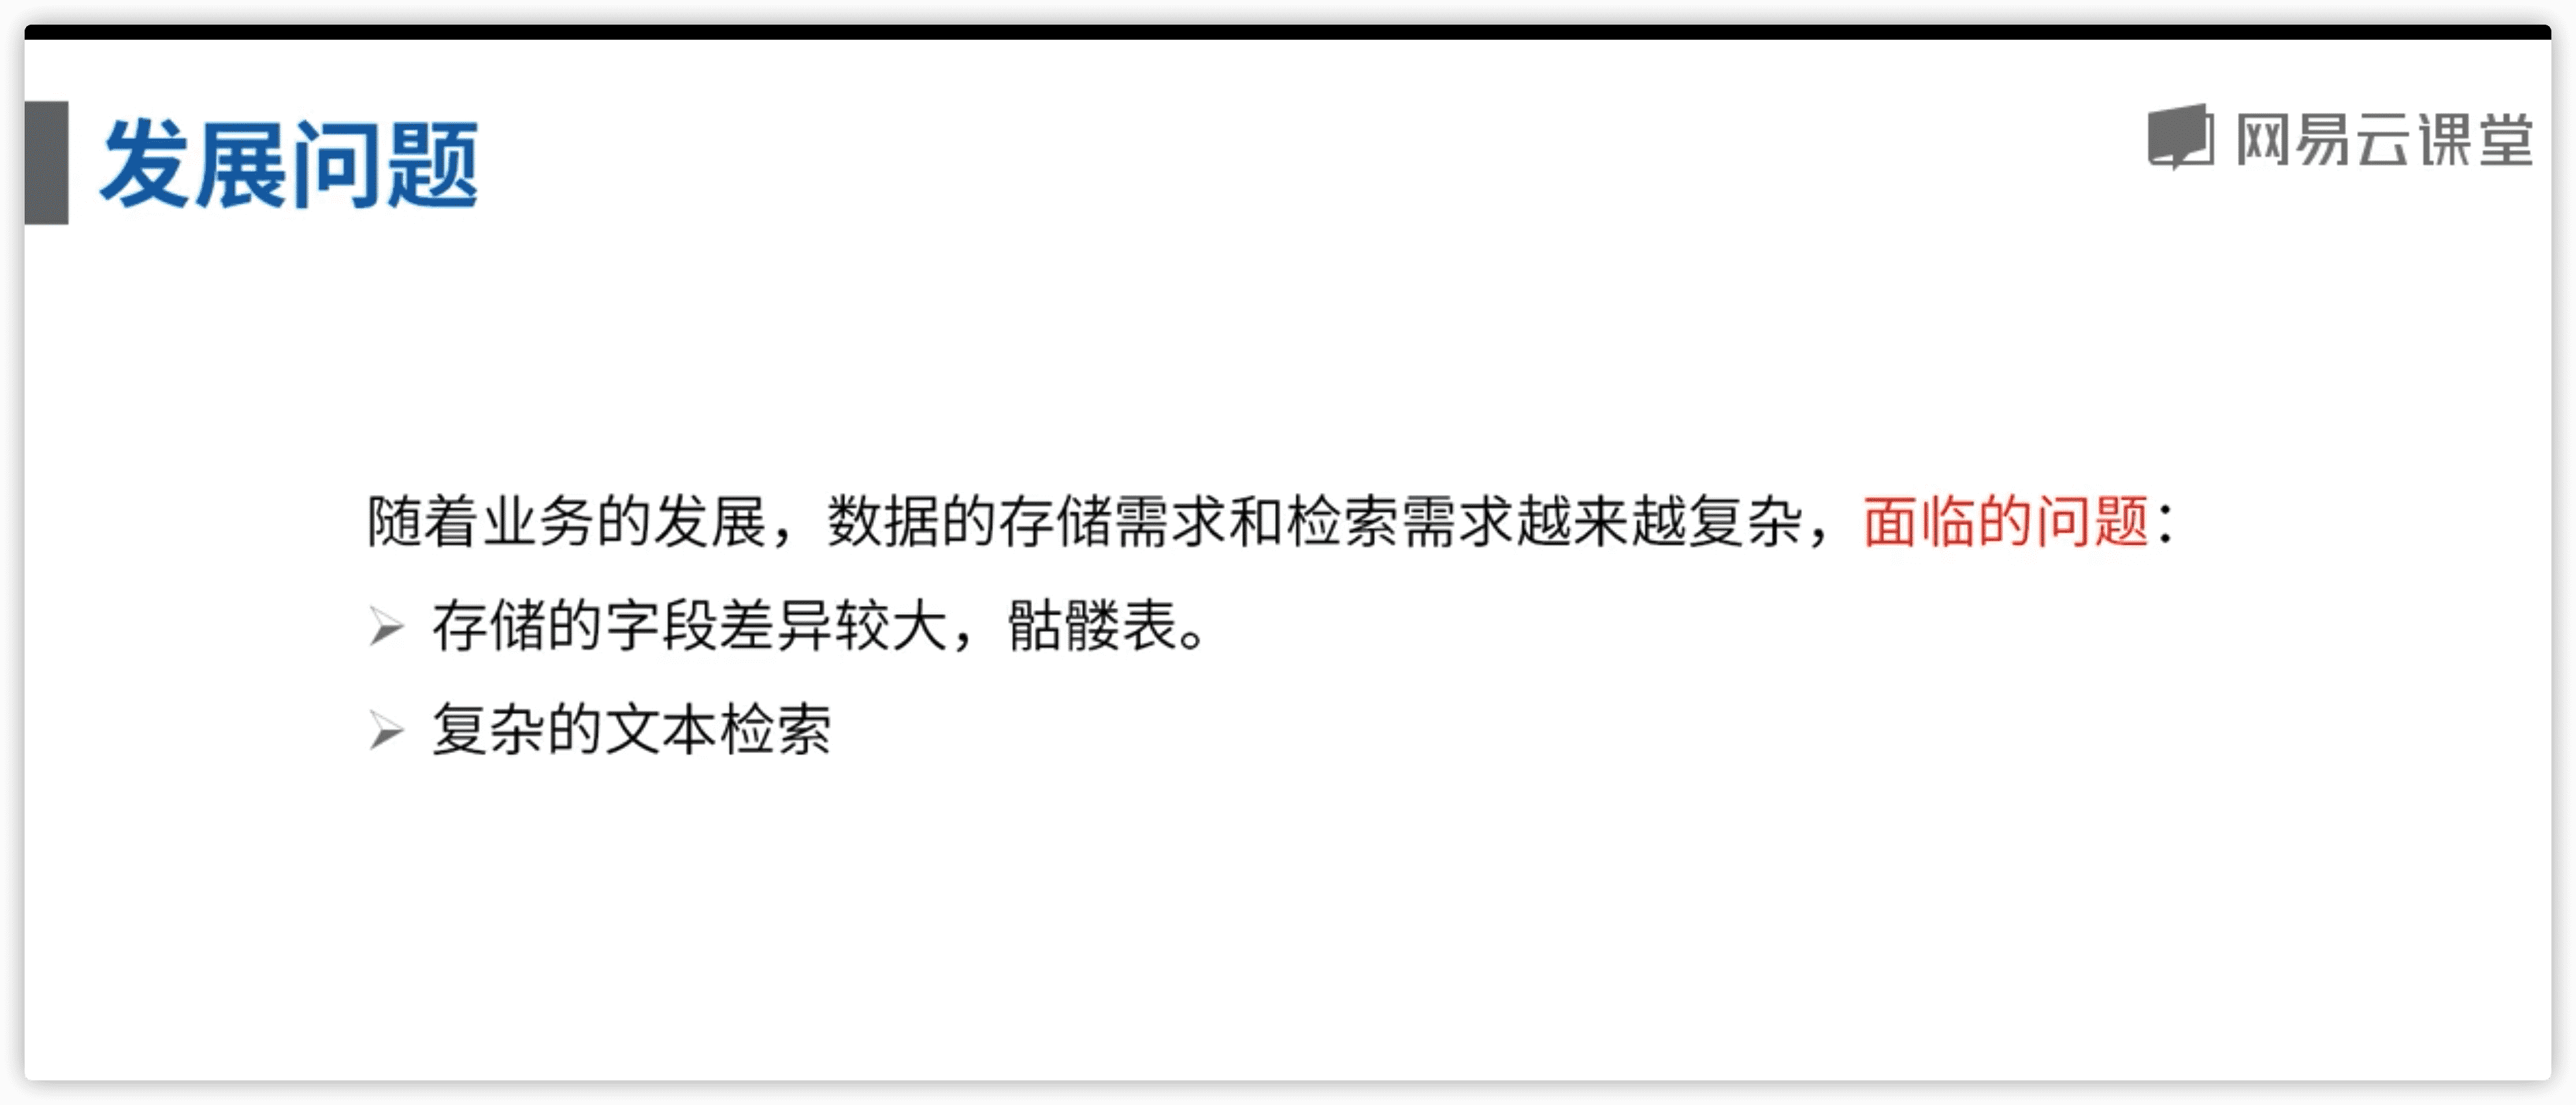 发展问题
网易云课堂
随着业务的发展，数据的存储需求和检索需求越来越复杂，面临的问题：
存储的字段差异较大，骷髅表。
复杂的文本检索